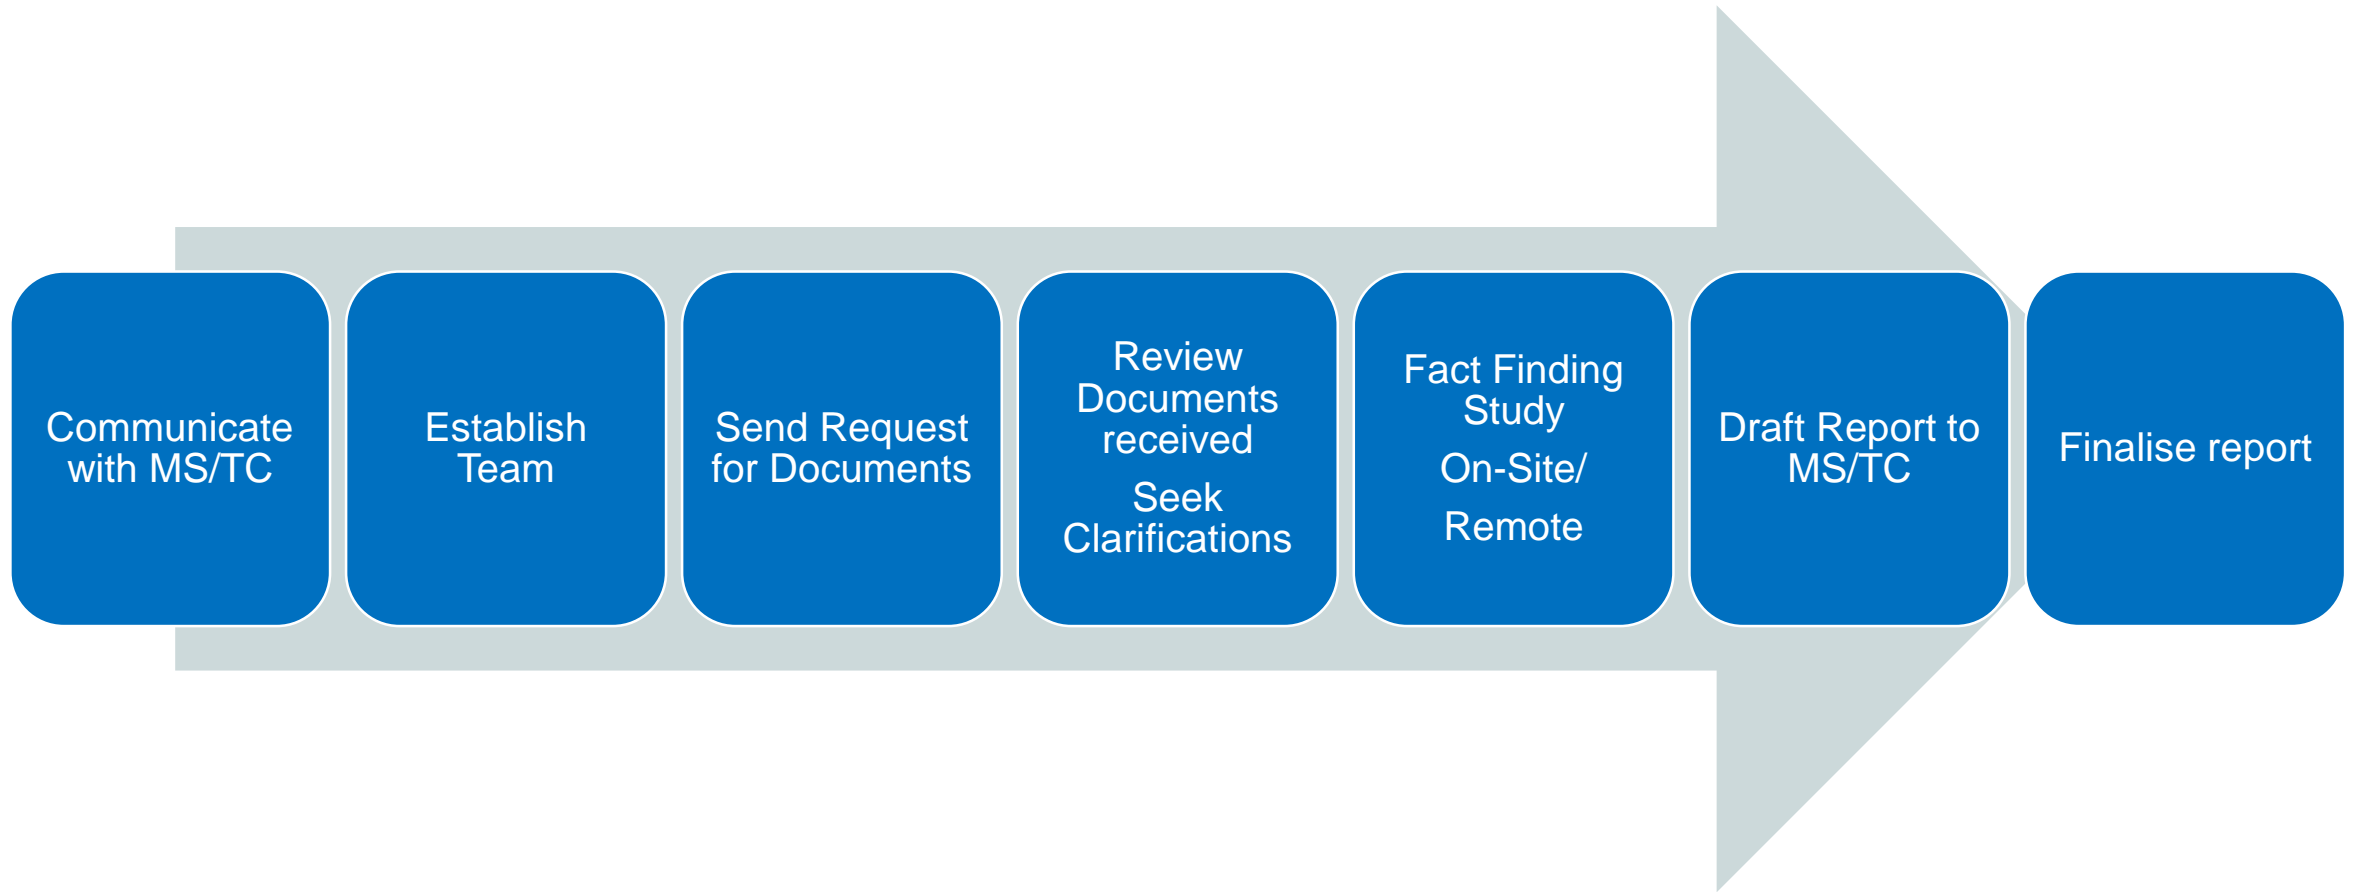 Communicate
with MS/TC
Establish
Team
Send Request
for Documents
Review
Documents
received
Seek
Clarifications
Fact Finding
Study
On-Site/
Remote
Draft Report to
MS/TC
Finalise report